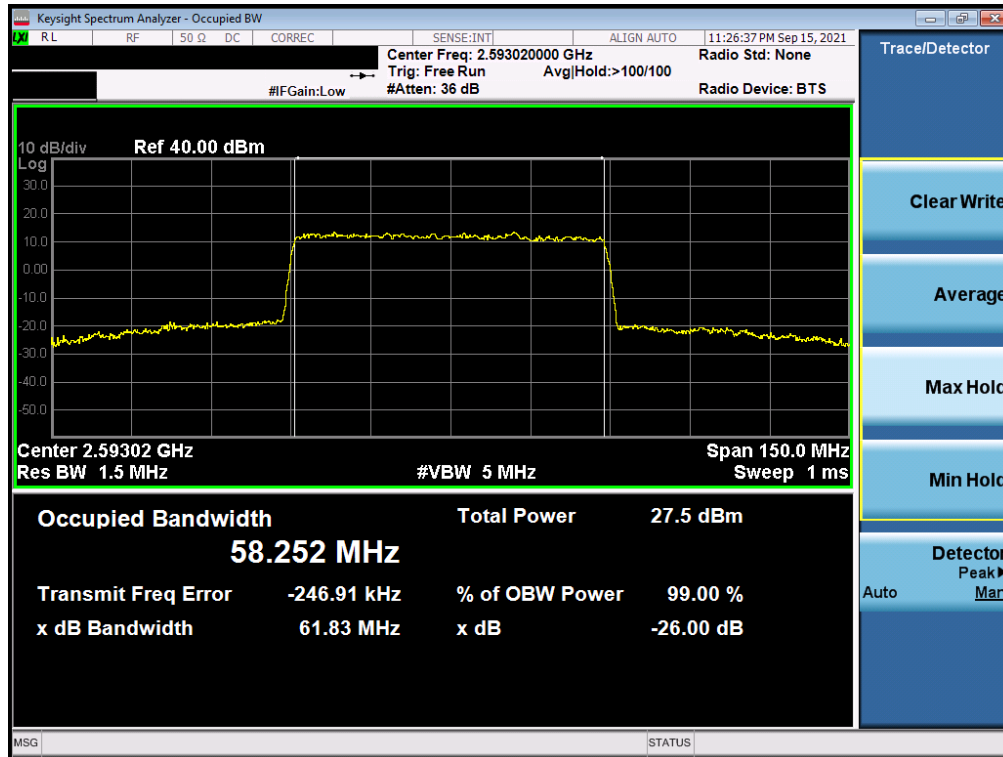 Keysight Spectrum Analyzer - Occupied BW
LXI RL RF 50 Ω DC CORREC SENSE:INT ALIGN AUTO 11:26:37 PM Sep 15, 2021
Center Freq: 2.593020000 GHz Radio Std: None
Trig: Free Run Avg|Hold:>100/100
#IFGain:Low #Atten: 36 dB Radio Device: BTS
10 dB/div Ref 40.00 dBm
Log
30.0
20.0
10.0
0.00
-10.0
-20.0
-30.0
-40.0
-50.0
Center 2.59302 GHz Span 150.0 MHz
Res BW 1.5 MHz #VBW 5 MHz Sweep 1 ms
Occupied Bandwidth Total Power 27.5 dBm
58.252 MHz
Transmit Freq Error -246.91 kHz % of OBW Power 99.00 %
x dB Bandwidth 61.83 MHz x dB -26.00 dB
MSG STATUS
Trace/Detector
Clear Write
Average
Max Hold
Min Hold
Detector
Peak▶
Auto Man